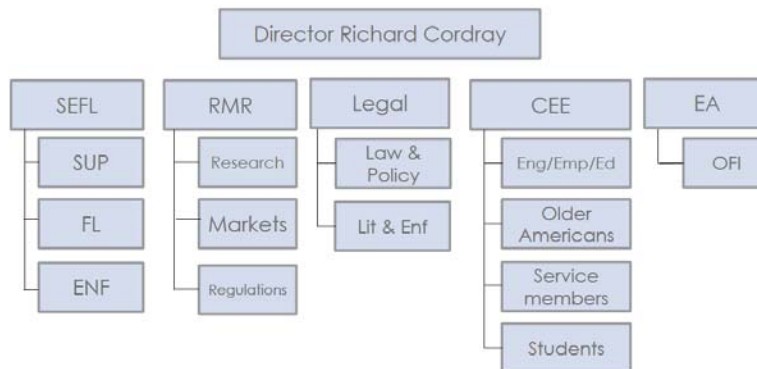 Director Richard Cordray
SEFL
SUP
FL
ENF
RMR
Research
Markets
Regulations
Legal
Law &
Policy
Lit & Enf
CEE
Eng/Emp/Ed
Older
Americans
Service
members
Students
EA
OFI